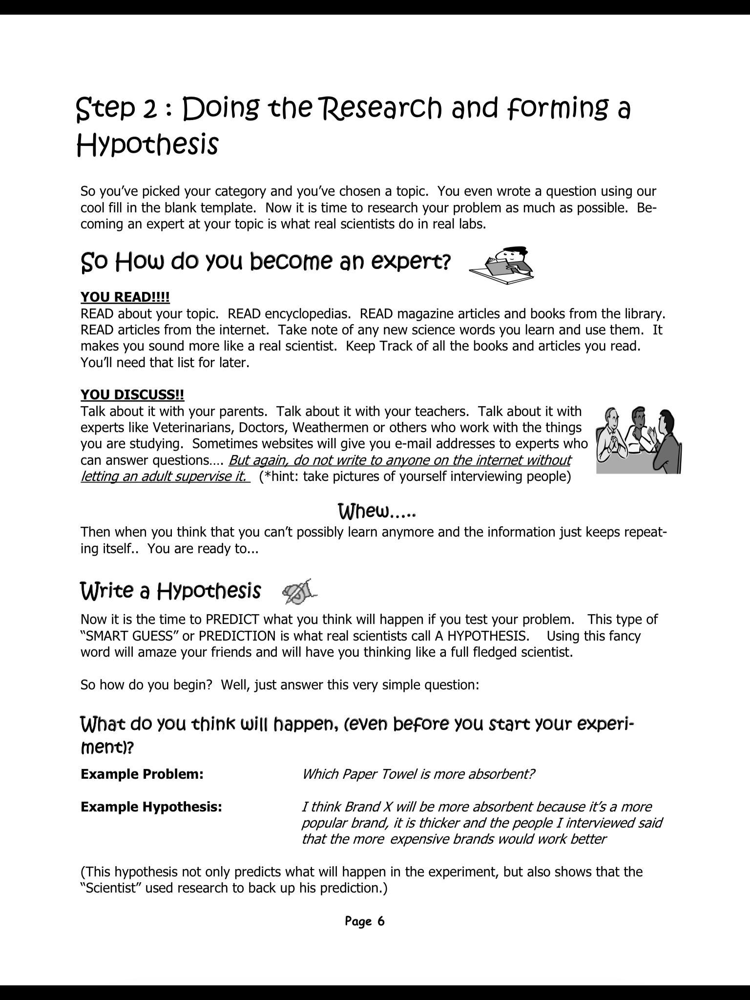 Step 2 : Doing the Research and forming a
Hypothesis
So you’ve picked your category and you’ve chosen a topic.  You even wrote a question using our
cool fill in the blank template.  Now it is time to research your problem as much as possible.  Be-
coming an expert at your topic is what real scientists do in real labs.
So How do you become an expert?
YOU READ!!!!
READ about your topic.  READ encyclopedias.  READ magazine articles and books from the library.
READ articles from the internet.  Take note of any new science words you learn and use them.  It
makes you sound more like a real scientist.  Keep Track of all the books and articles you read.
You’ll need that list for later.
YOU DISCUSS!!
Talk about it with your parents.  Talk about it with your teachers.  Talk about it with
experts like Veterinarians, Doctors, Weathermen or others who work with the things
you are studying.  Sometimes websites will give you e-mail addresses to experts who
can answer questions…. But again, do not write to anyone on the internet without
letting an adult supervise it.  (*hint: take pictures of yourself interviewing people)
Whew…..
Then when you think that you can’t possibly learn anymore and the information just keeps repeat-
ing itself..  You are ready to...
Write a Hypothesis
Now it is the time to PREDICT what you think will happen if you test your problem.   This type of
“SMART GUESS” or PREDICTION is what real scientists call A HYPOTHESIS.    Using this fancy
word will amaze your friends and will have you thinking like a full fledged scientist.
So how do you begin?  Well, just answer this very simple question:
What do you think will happen, (even before you start your experi-
ment)?
Example Problem: Which Paper Towel is more absorbent?
Example Hypothesis: I think Brand X will be more absorbent because it’s a more
popular brand, it is thicker and the people I interviewed said
that the more  expensive brands would work better
(This hypothesis not only predicts what will happen in the experiment, but also shows that the
“Scientist” used research to back up his prediction.)
Page 6